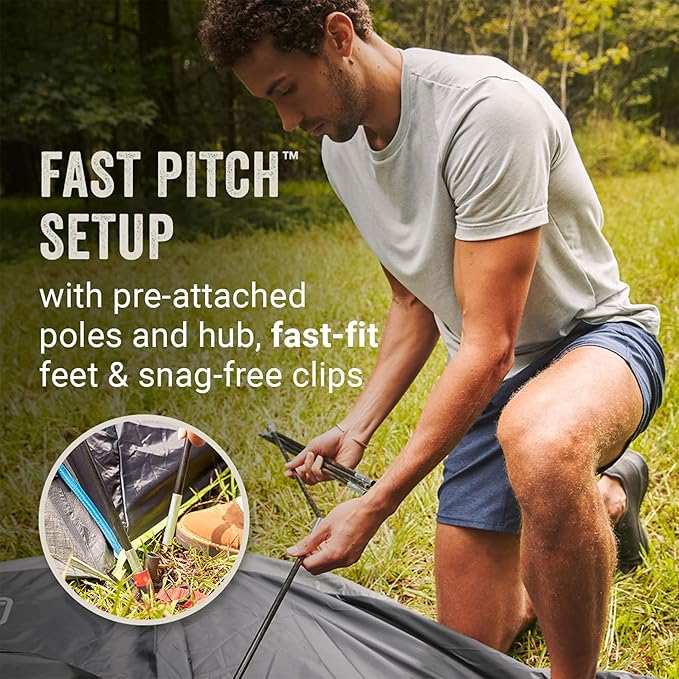 FAST PITCH™
SETUP
with pre-attached
poles and hub, fast-fit
feet & snag-free clips